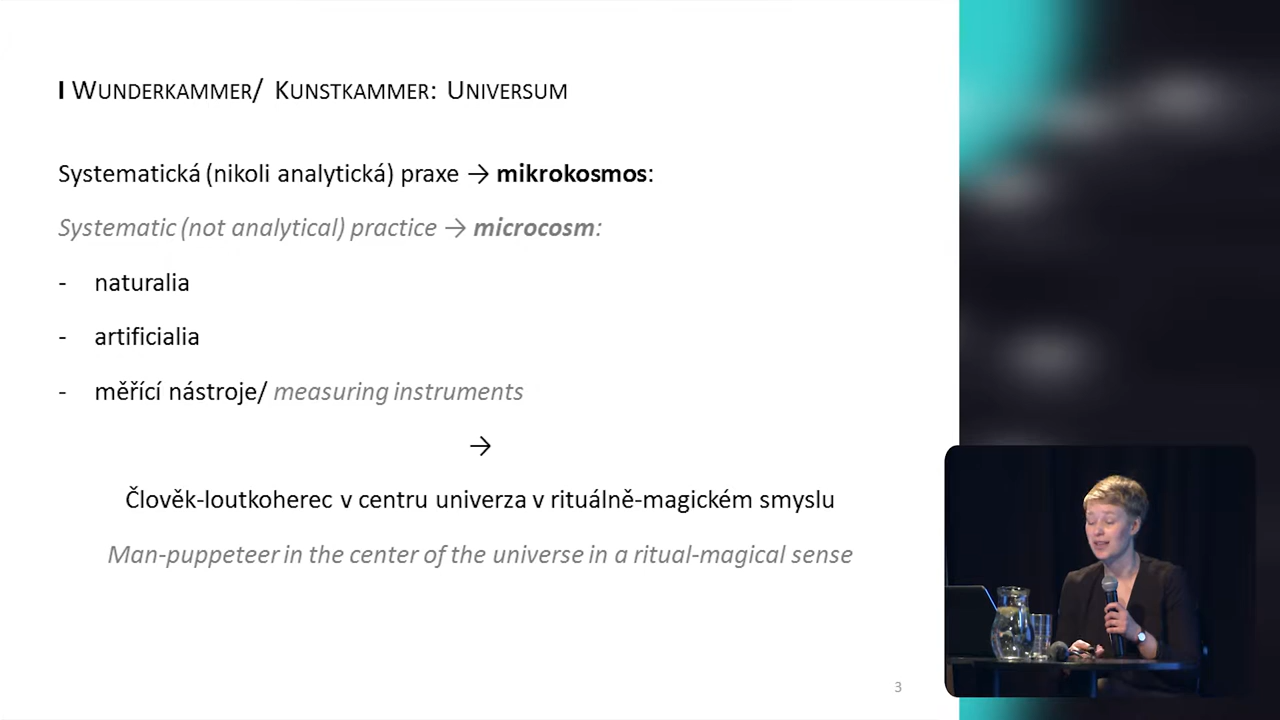 I WUNDERKAMMER/ KUNSTKAMMER: UNIVERSUM
Systematická (nikoli analytická) praxe → mikrokosmos:
Systematic (not analytical) practice → microcosm:
- naturalia
- artificialia
- měřící nástroje/ measuring instruments
→
Člověk-loutkoherec v centru univerza v rituálně-magickém smyslu
Man-puppeteer in the center of the universe in a ritual-magical sense
3